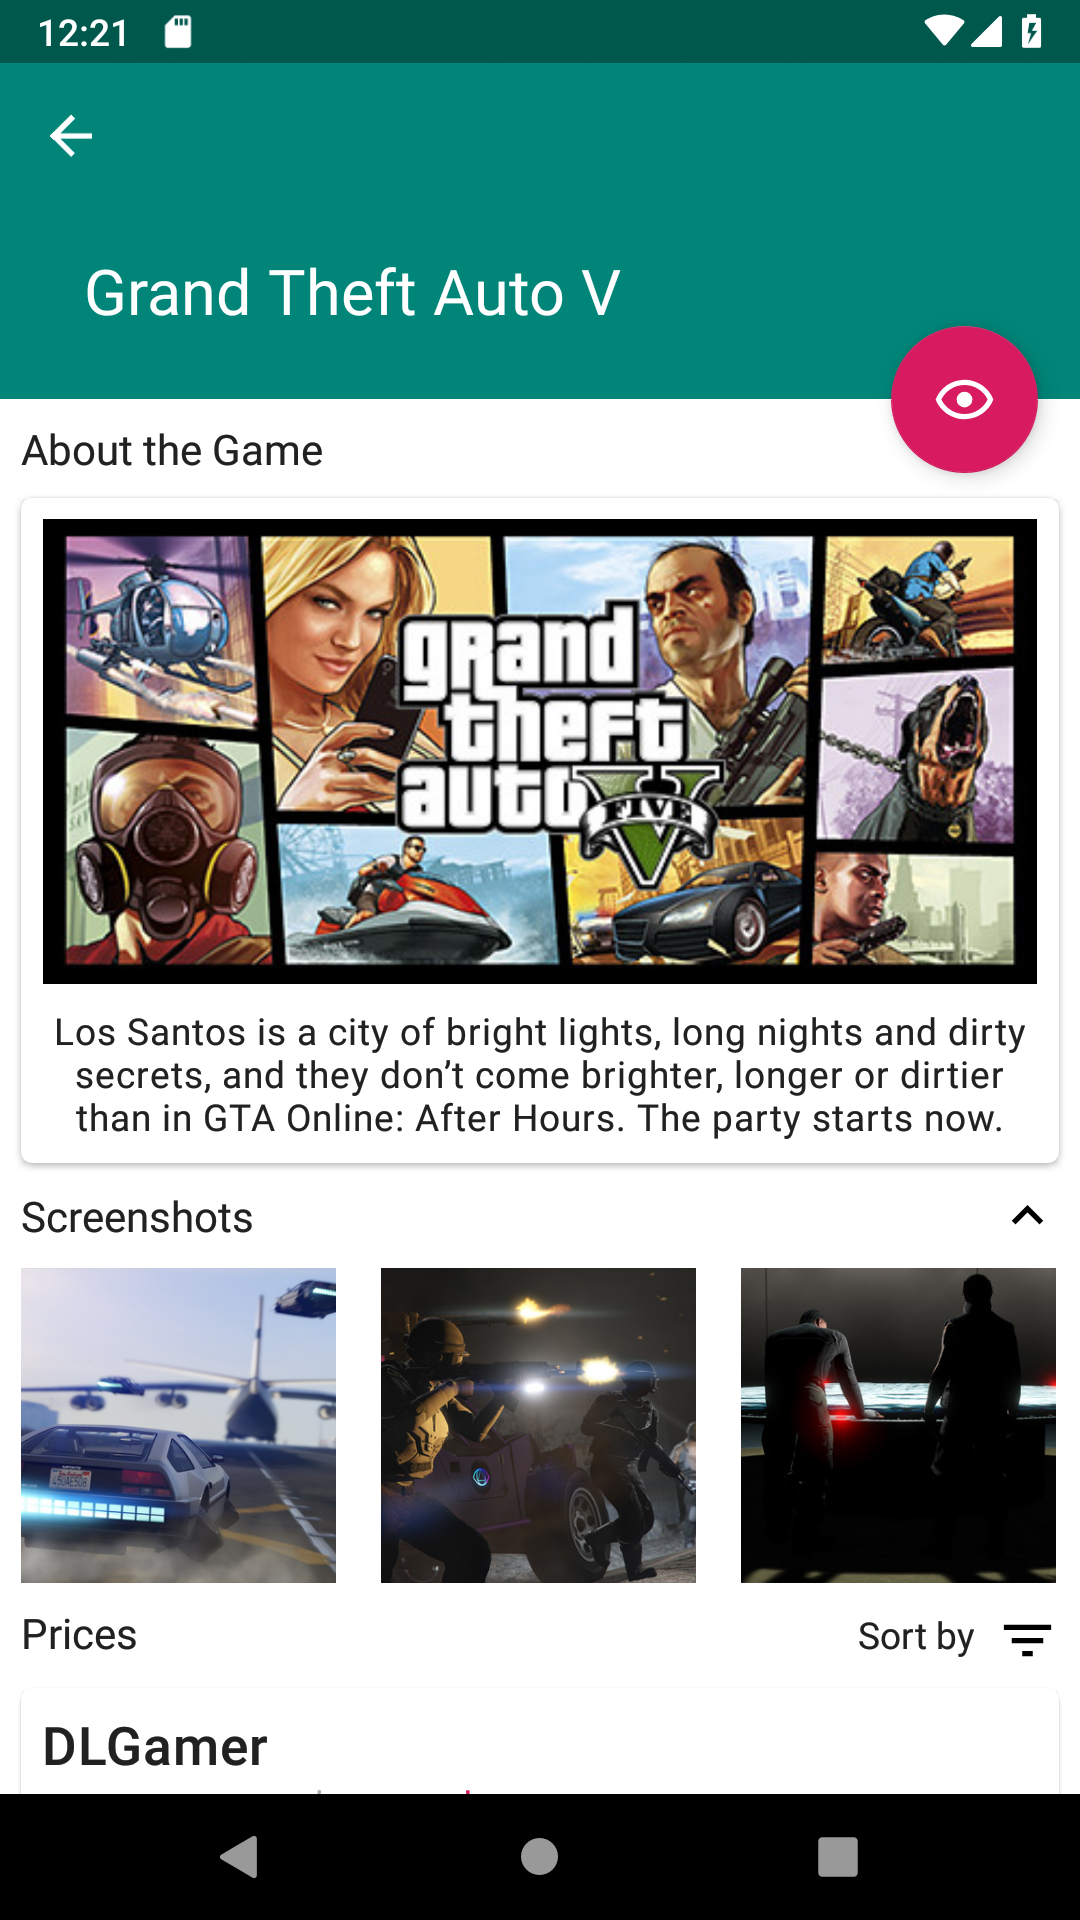 12:21
Grand Theft Auto V
About the Game
grand
theft
auto
FIVE
Los Santos is a city of bright lights, long nights and dirty
secrets, and they don’t come brighter, longer or dirtier
than in GTA Online: After Hours. The party starts now.
Screenshots
Prices
Sort by
DLGamer